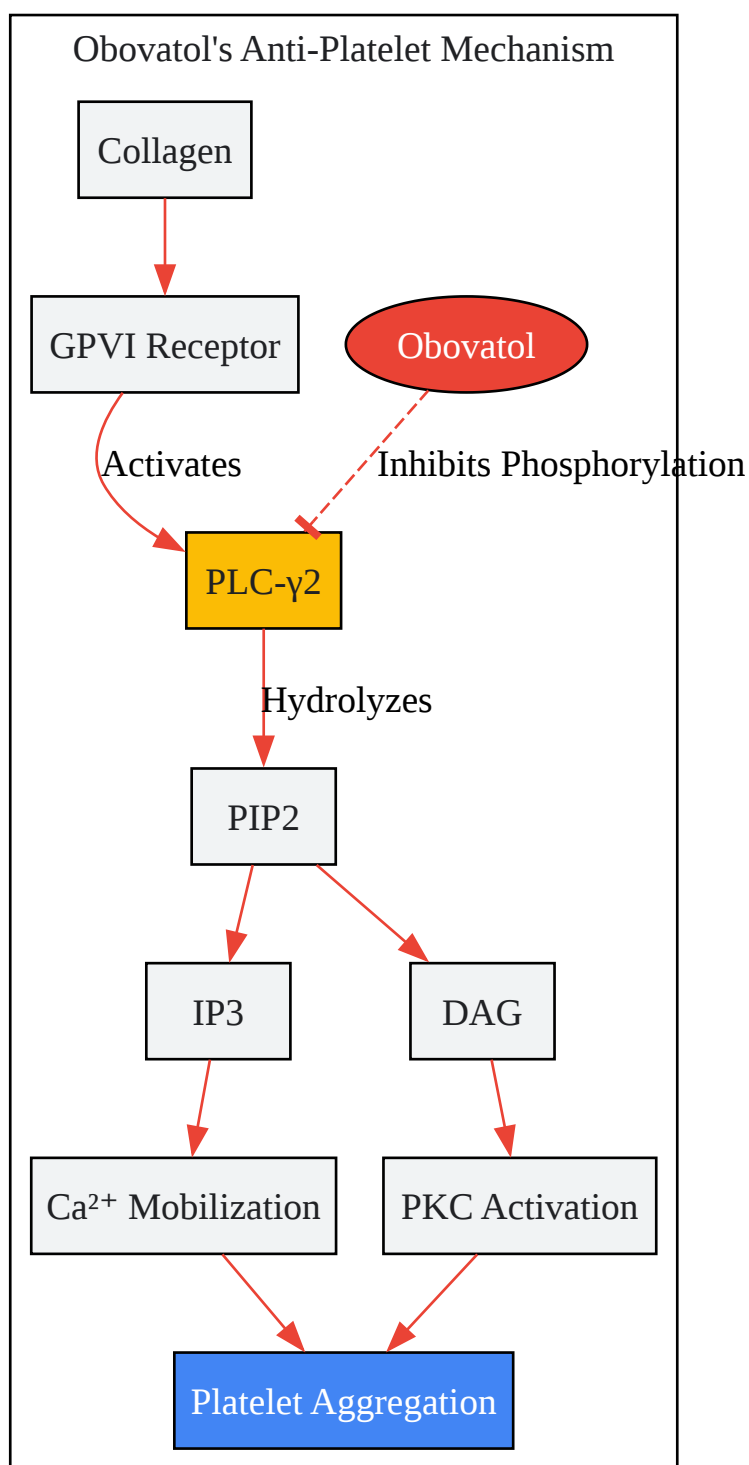 Obovatol's Anti-Platelet Mechanism
Collagen
GPVI Receptor
Obovatol
Activates
Inhibits Phosphorylation
PLC-γ2
Hydrolyzes
PIP2
IP3
DAG
Ca²⁺ Mobilization
PKC Activation
Platelet Aggregation